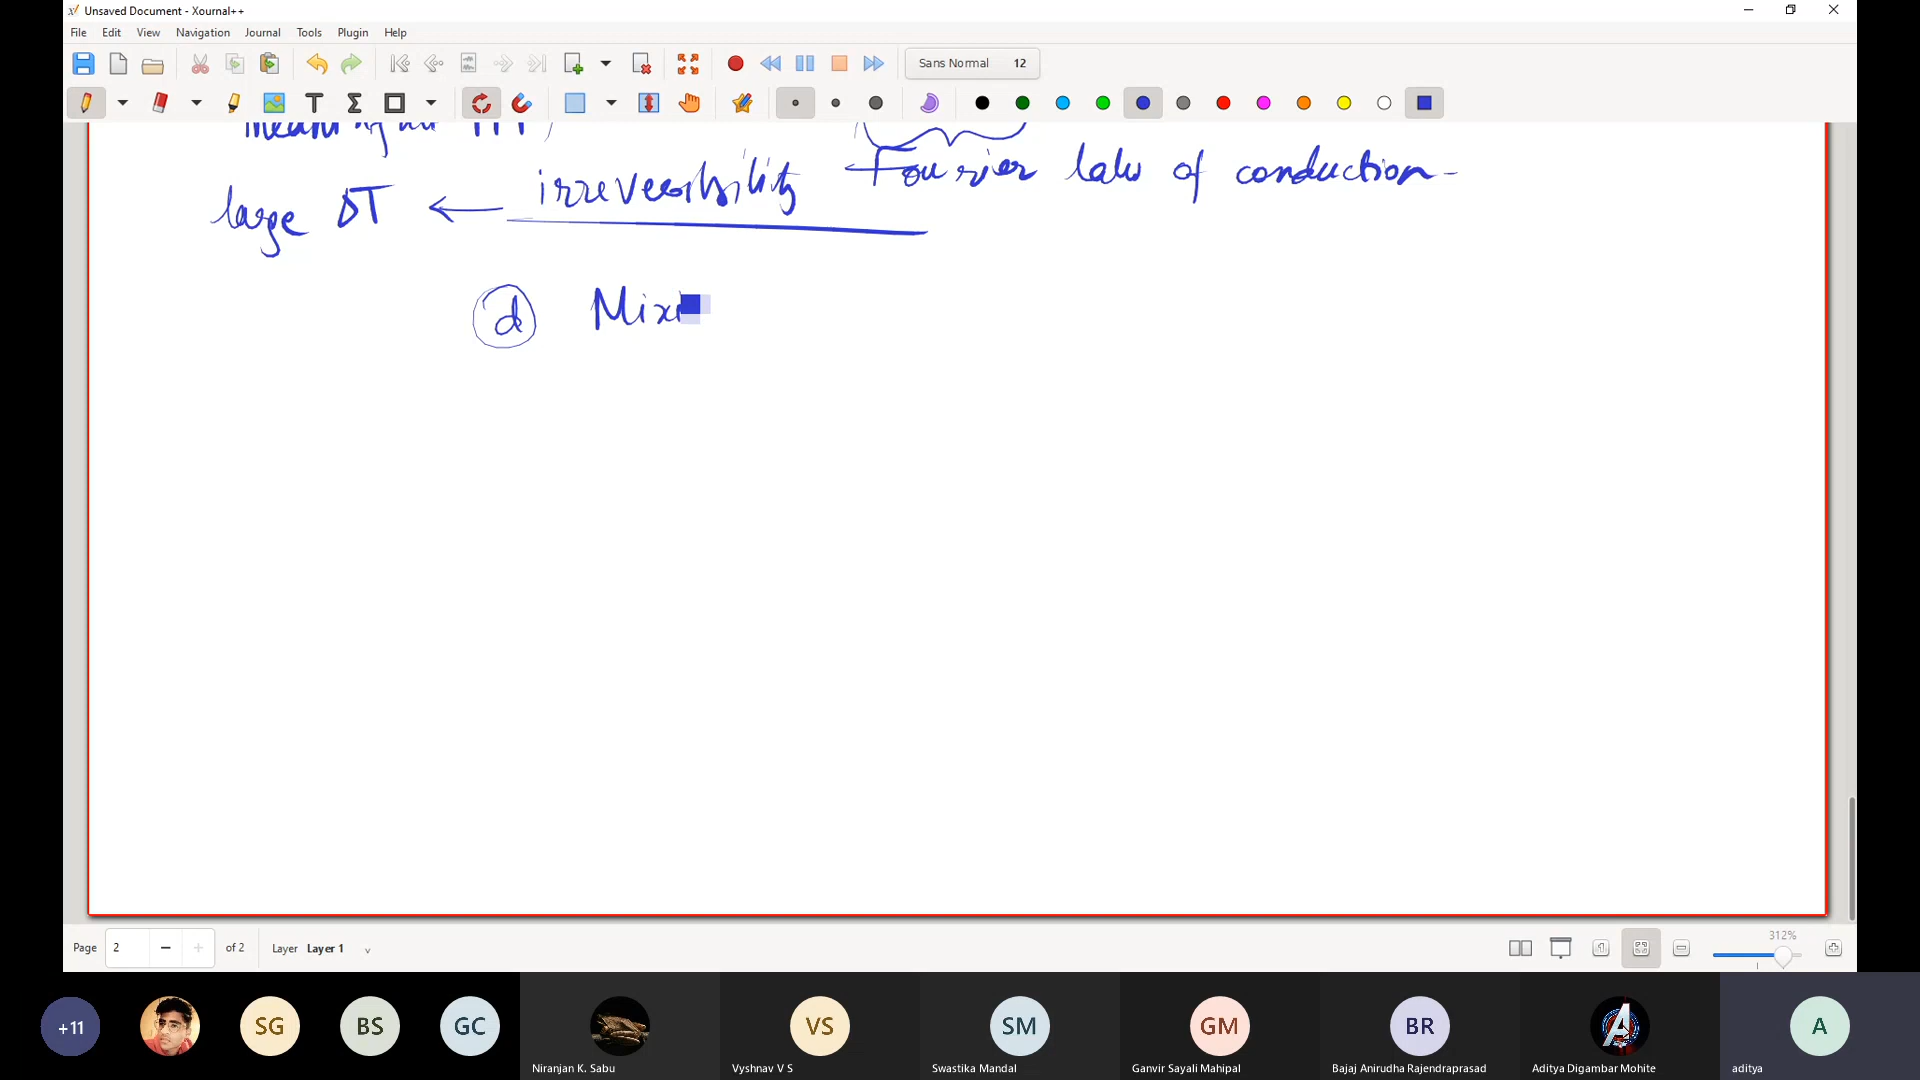 Unsaved Document - Xournal++
File Edit View Navigation Journal Tools Plugin Help
Sans Normal 12
large ΔT ← irreversibility ← Fourier law of conduction -
d Mixi
Page 2 of 2 Layer Layer 1
312%
+11 SG BS GC VS SM GM BR A
Niranjan K. Sabu Vyshnav V S Swastika Mandal Ganvir Sayali Mahipal Bajaj Anirudha Rajendraprasad Aditya Digambar Mohite aditya